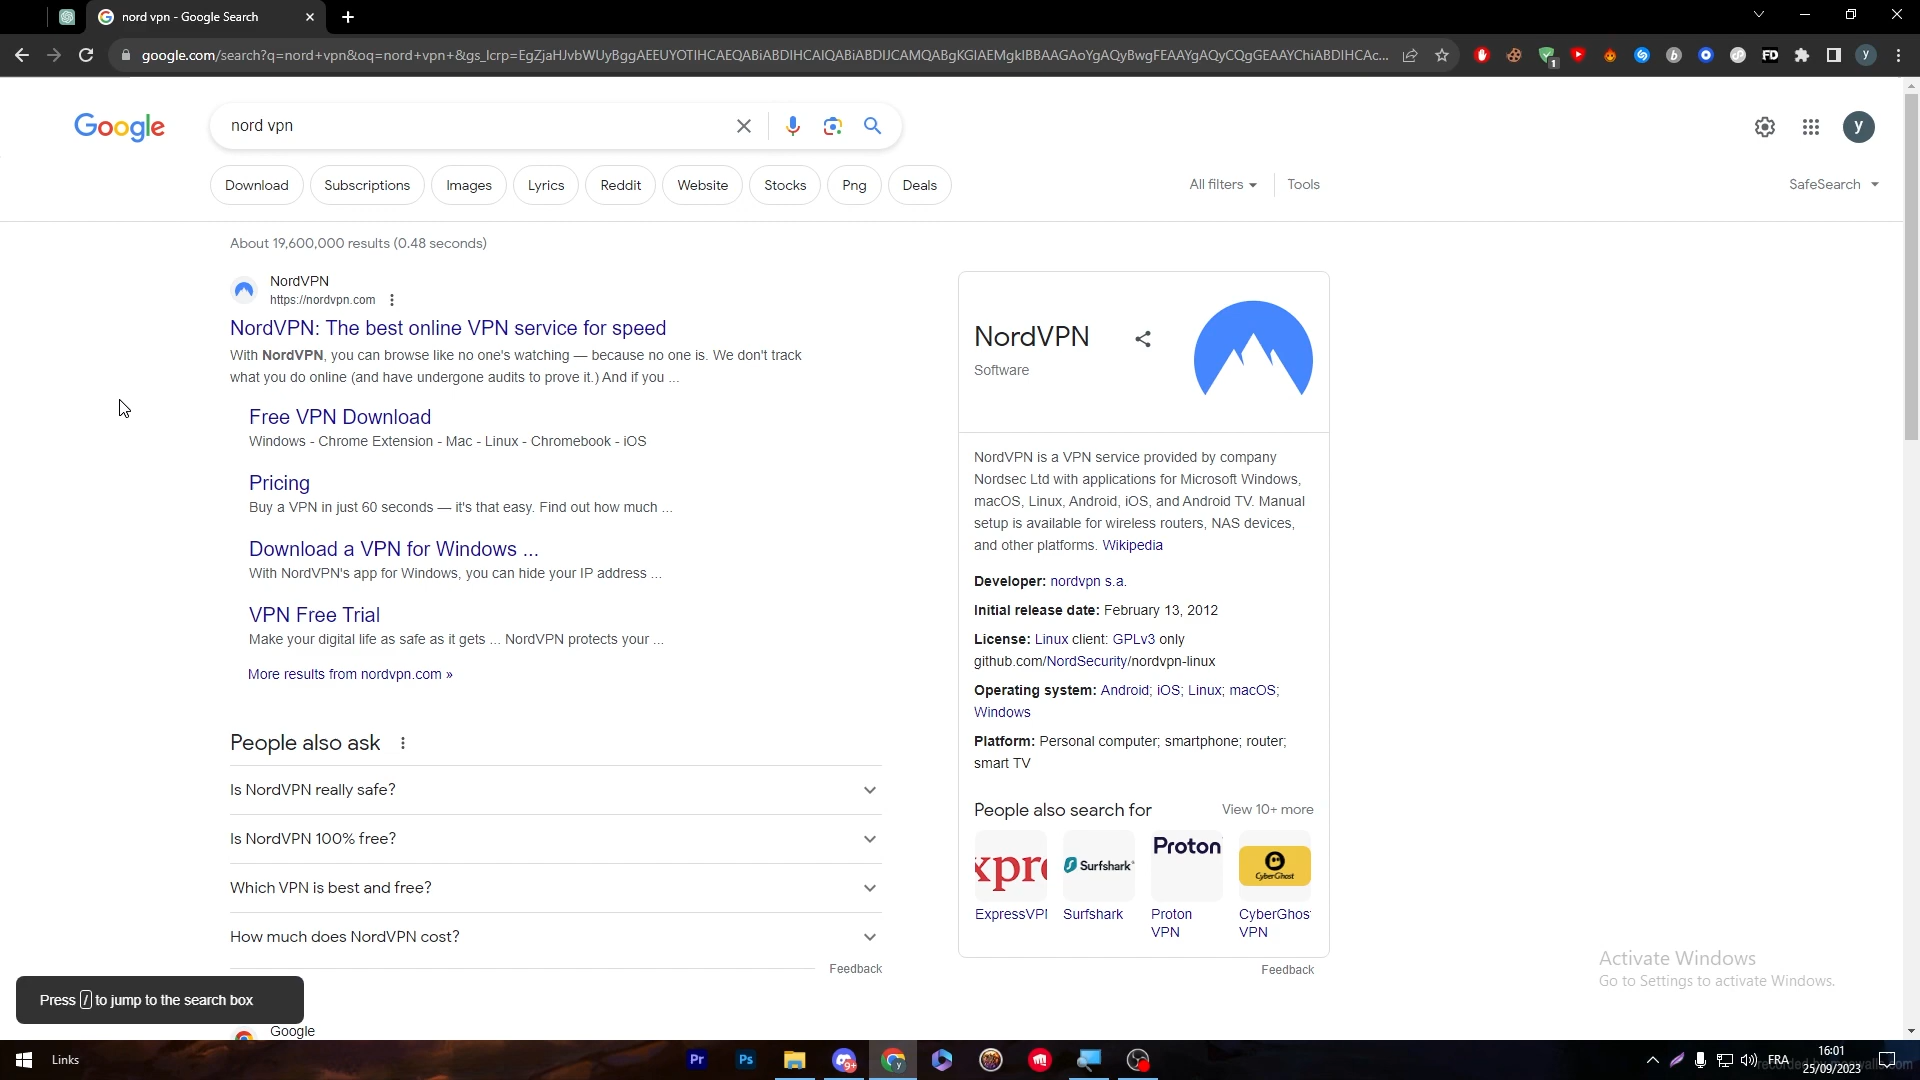 nord vpn - Google Search
google.com/search?q=nord+vpn&oq=nord+vpn+&gs_lcrp=EgZjaHJvbWUyBggAEEUYOTIHCAEQABiABDIHCAIQABiABDIJCAMQABgKGIAEMgkIBBAAGAoYgAQyBwgFEAAYgAQyCQgGEAAYChiABDIHCAc...
1
b
FD
y
Google
nord vpn
y
Download
Subscriptions
Images
Lyrics
Reddit
Website
Stocks
Png
Deals
All filters
Tools
SafeSearch
About 19,600,000 results (0.48 seconds)
NordVPN
https://nordvpn.com
NordVPN: The best online VPN service for speed
With NordVPN, you can browse like no one's watching — because no one is. We don't track
what you do online (and have undergone audits to prove it.) And if you ...
Free VPN Download
Windows - Chrome Extension - Mac - Linux - Chromebook - iOS
Pricing
Buy a VPN in just 60 seconds — it's that easy. Find out how much ...
Download a VPN for Windows ...
With NordVPN's app for Windows, you can hide your IP address ...
VPN Free Trial
Make your digital life as safe as it gets ... NordVPN protects your ...
More results from nordvpn.com »
People also ask
Is NordVPN really safe?
Is NordVPN 100% free?
Which VPN is best and free?
How much does NordVPN cost?
Feedback
Press / to jump to the search box
Google
NordVPN
Software
NordVPN is a VPN service provided by company
Nordsec Ltd with applications for Microsoft Windows,
macOS, Linux, Android, iOS, and Android TV. Manual
setup is available for wireless routers, NAS devices,
and other platforms. Wikipedia
Developer: nordvpn s.a.
Initial release date: February 13, 2012
License: Linux client: GPLv3 only
github.com/NordSecurity/nordvpn-linux
Operating system: Android; iOS; Linux; macOS;
Windows
Platform: Personal computer; smartphone; router;
smart TV
People also search for
View 10+ more
xpre
Surfshark
Proton
CyberGhost
ExpressVPN
Surfshark
Proton
VPN
CyberGhost
VPN
Feedback
Activate Windows
Go to Settings to activate Windows.
Links
Pr
Ps
9+
y
FRA
16:01
25/09/2023